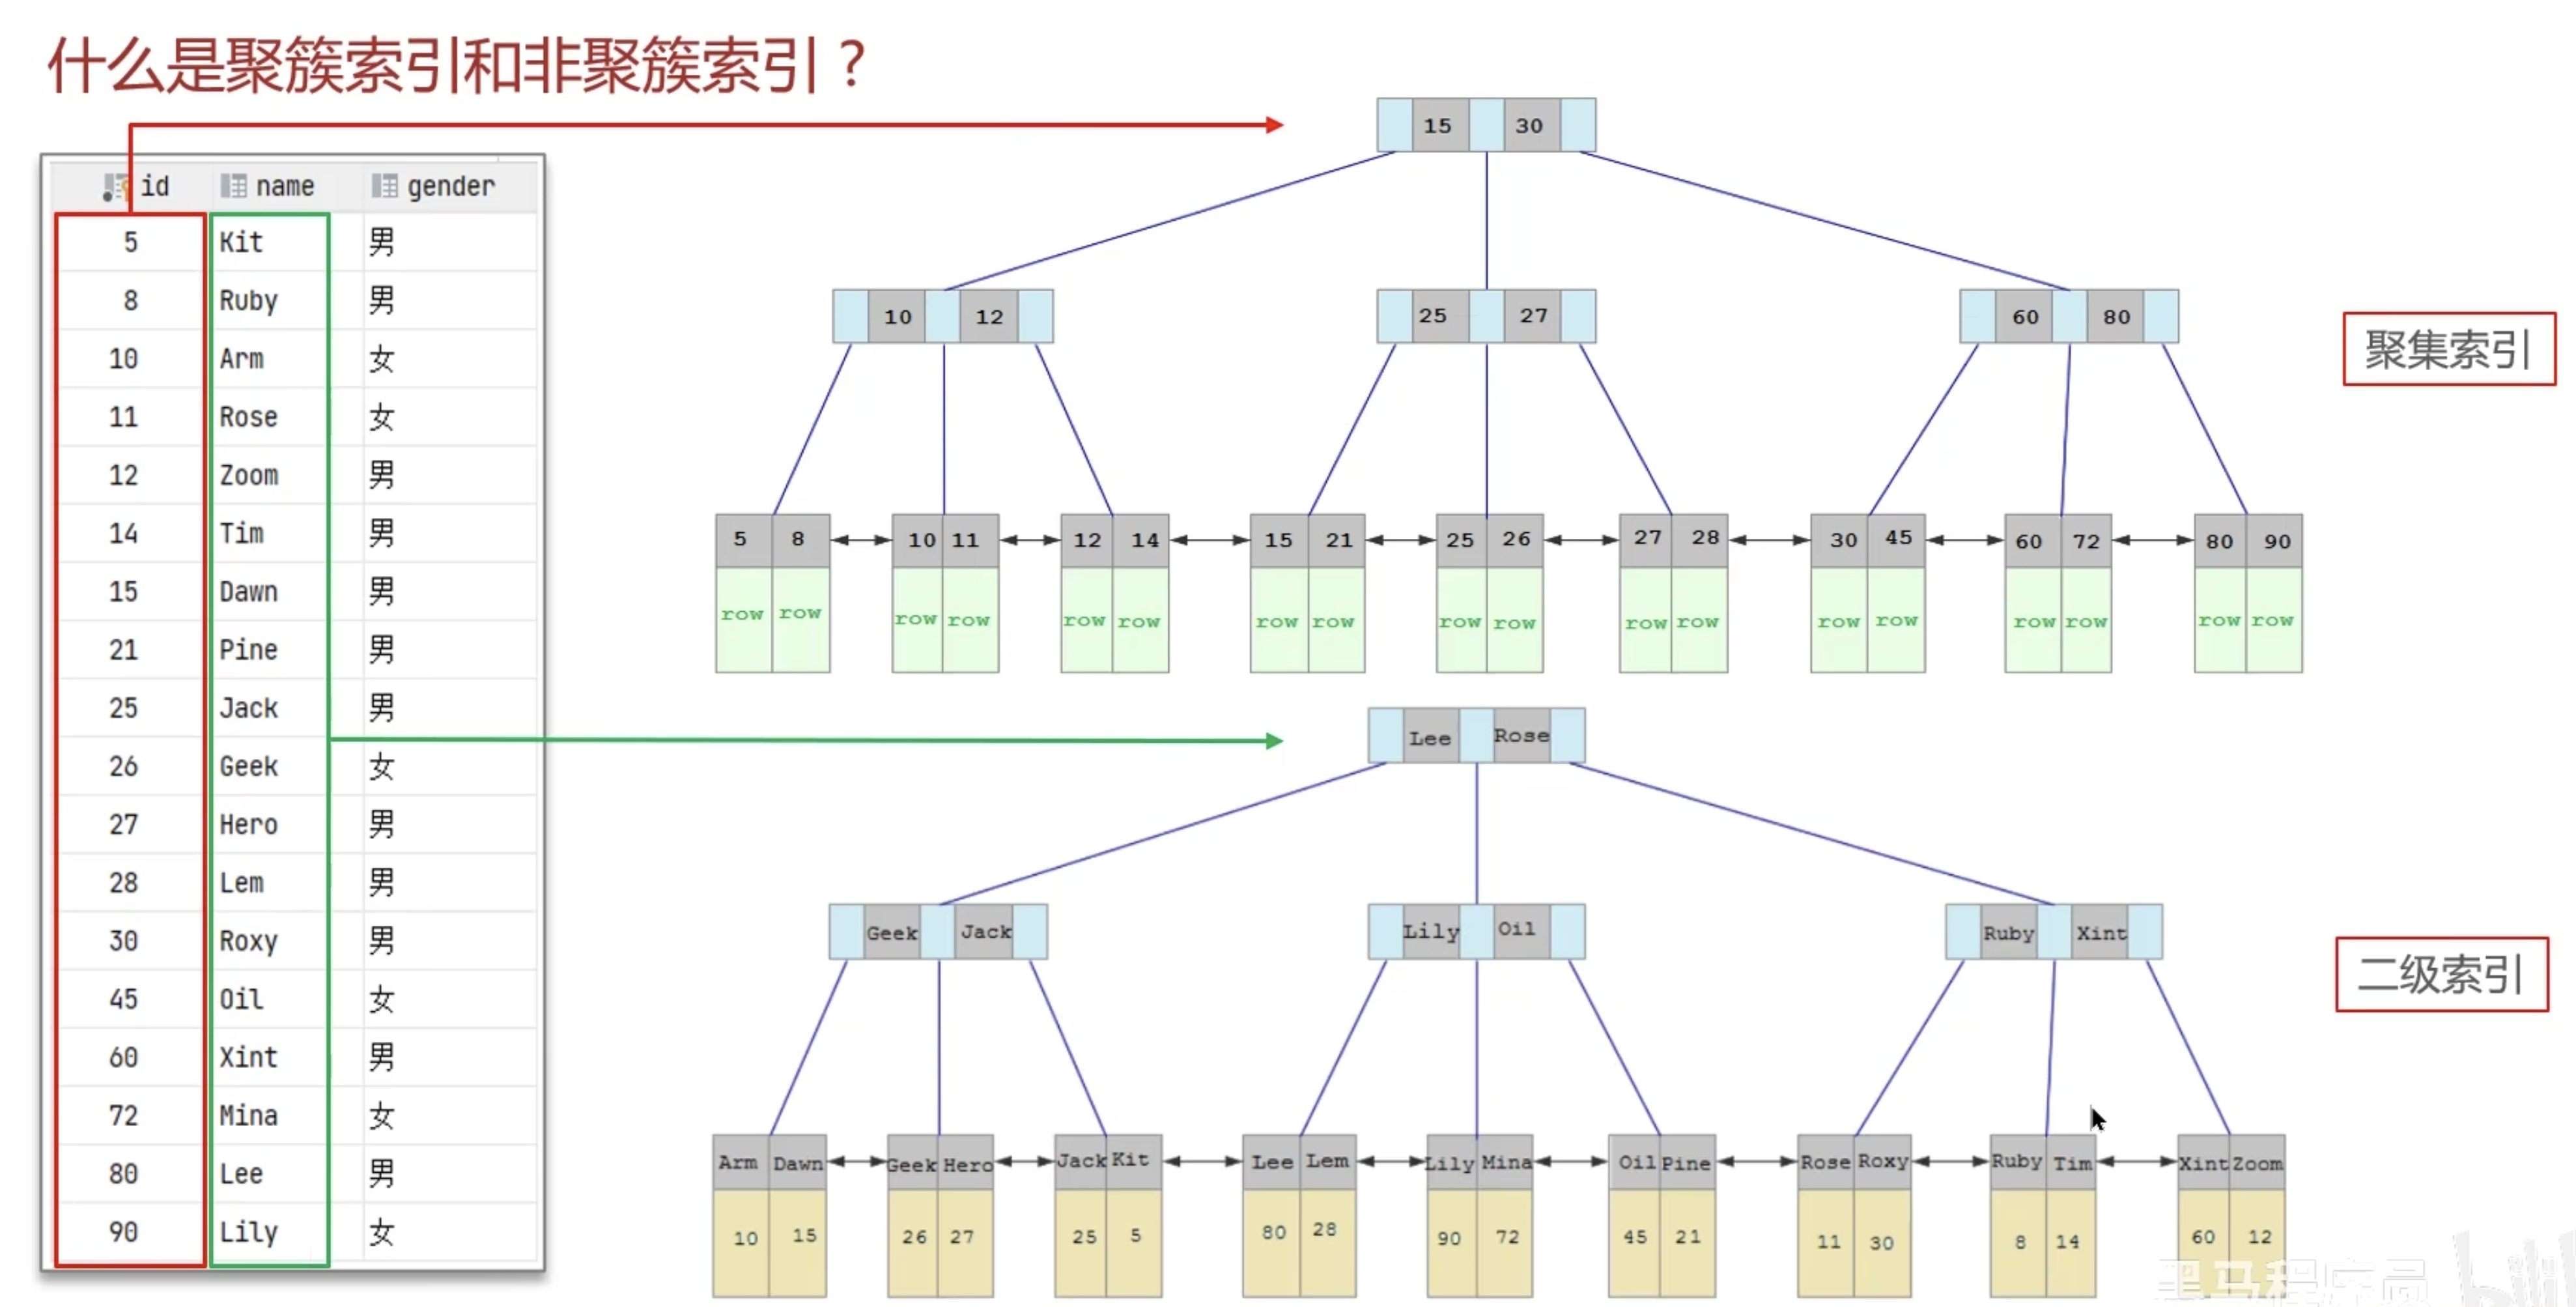 什么是聚簇索引和非聚簇索引？
id name gender
5 Kit 男
8 Ruby 男
10 Arm 女
11 Rose 女
12 Zoom 男
14 Tim 男
15 Dawn 男
21 Pine 男
25 Jack 男
26 Geek 女
27 Hero 男
28 Lem 男
30 Roxy 男
45 Oil 女
60 Xint 男
72 Mina 女
80 Lee 男
90 Lily 女
15 30
10 12 25 27 60 80
聚集索引
5 8 10 11 12 14 15 21 25 26 27 28 30 45 60 72 80 90
row row row row row row row row row row row row row row row row row row
Lee Rose
Geek Jack Lily Oil Ruby Xint
二级索引
Arm Dawn Geek Hero Jack Kit Lee Lem Lily Mina Oil Pine Rose Roxy Ruby Tim Xint Zoom
10 15 26 27 25 5 80 28 90 72 45 21 11 30 8 14 60 12
黑马程序员